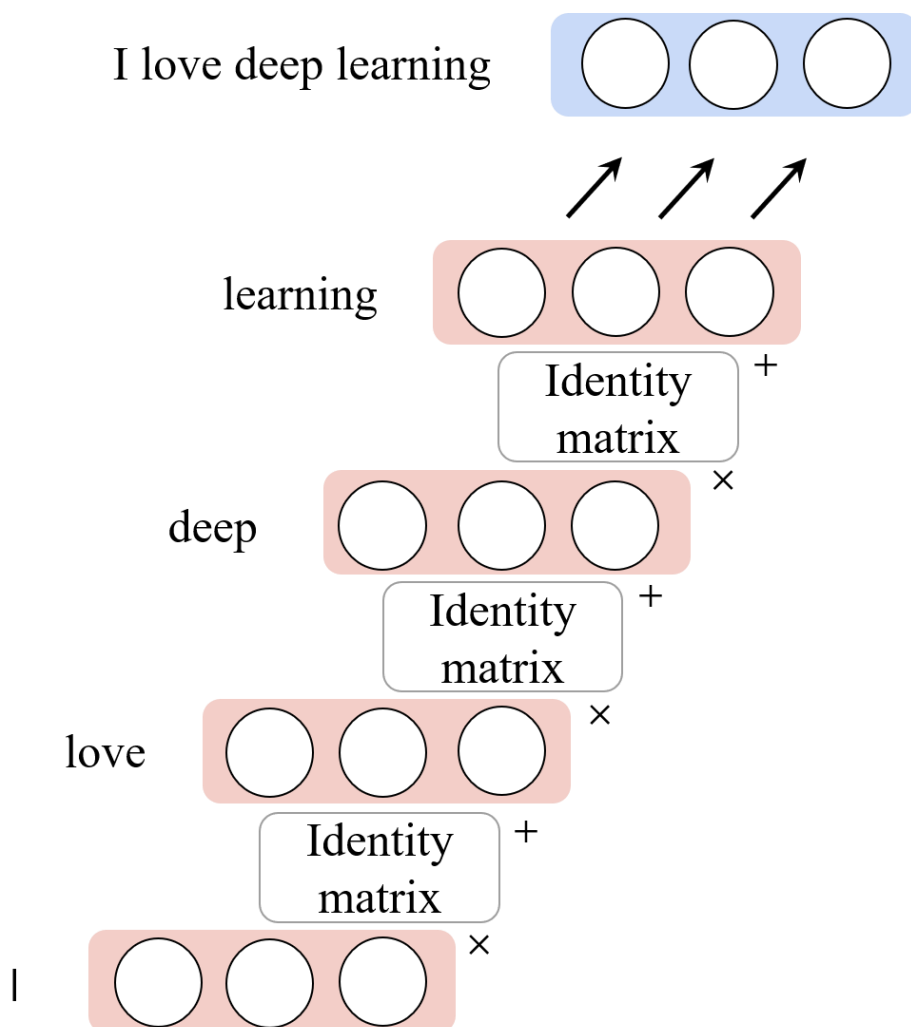 I love deep learning
learning
+
Identity
matrix
×
deep
+
Identity
matrix
×
love
+
Identity
matrix
×
I